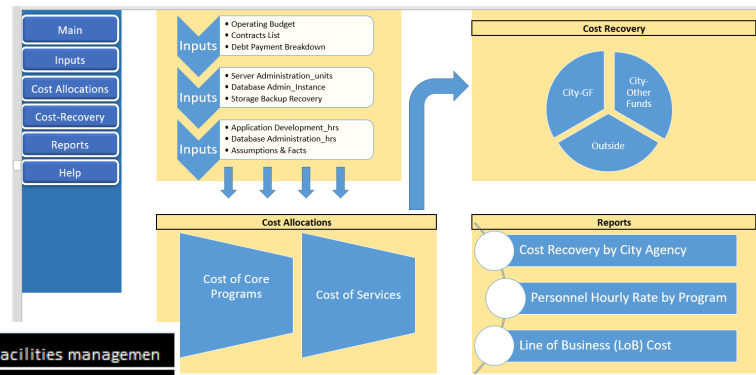 Main
Inputs
Cost Allocations
Cost-Recovery
Reports
Help
Inputs
• Operating Budget
• Contracts List
• Debt Payment Breakdown
Inputs
• Server Administration_units
• Database Admin_Instance
• Storage Backup Recovery
Inputs
• Application Development_hrs
• Database Administration_hrs
• Assumptions & Facts
Cost Recovery
City-GF
City-
Other
Funds
Outside
Cost Allocations
Cost of Core
Programs
Cost of Services
Reports
Cost Recovery by City Agency
Personnel Hourly Rate by Program
Line of Business (LoB) Cost
acilities managemen